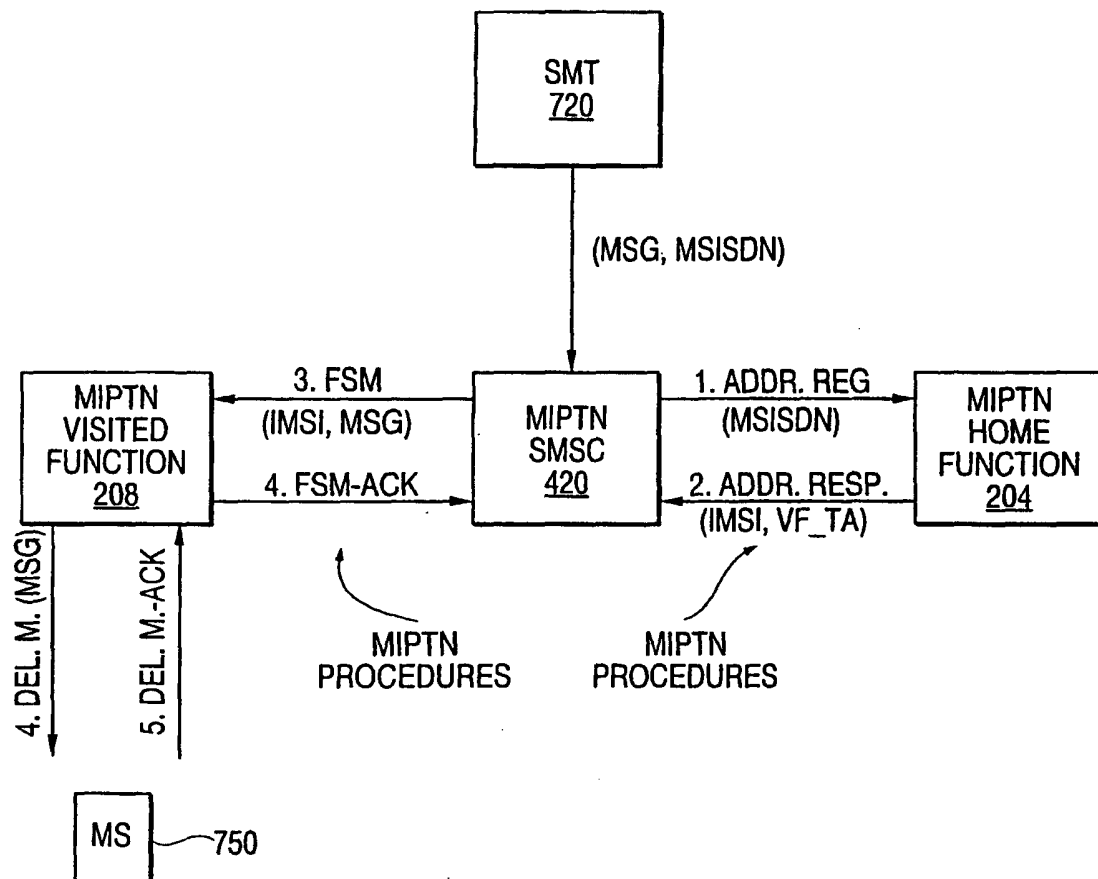 SMT
720
(MSG, MSISDN)
MIPTN
VISITED
FUNCTION
208
3. FSM
(IMSI, MSG)
4. FSM-ACK
MIPTN
SMSC
420
1. ADDR. REG
(MSISDN)
2. ADDR. RESP.
(IMSI, VF_TA)
MIPTN
HOME
FUNCTION
204
4. DEL. M. (MSG)
5. DEL. M.-ACK
MIPTN
PROCEDURES
MIPTN
PROCEDURES
MS
750